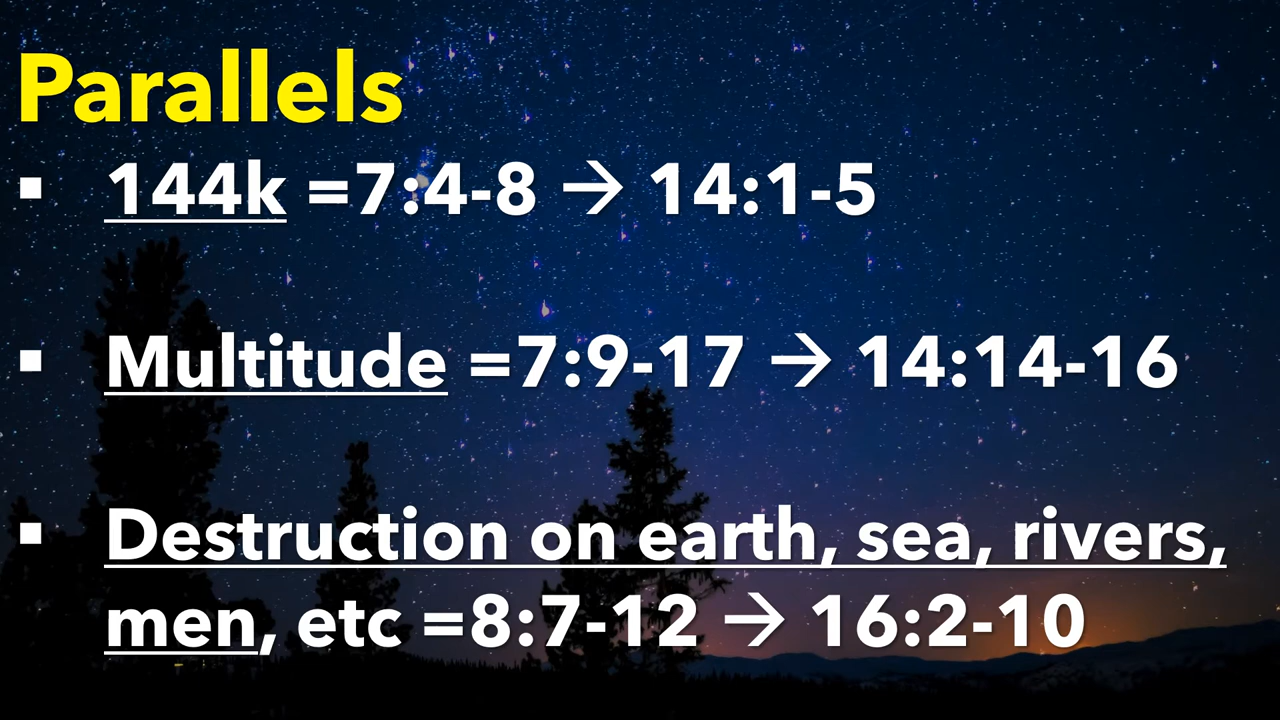 Parallels
▪ 144k =7:4-8 → 14:1-5
▪ Multitude =7:9-17 → 14:14-16
▪ Destruction on earth, sea, rivers,
men, etc =8:7-12 → 16:2-10